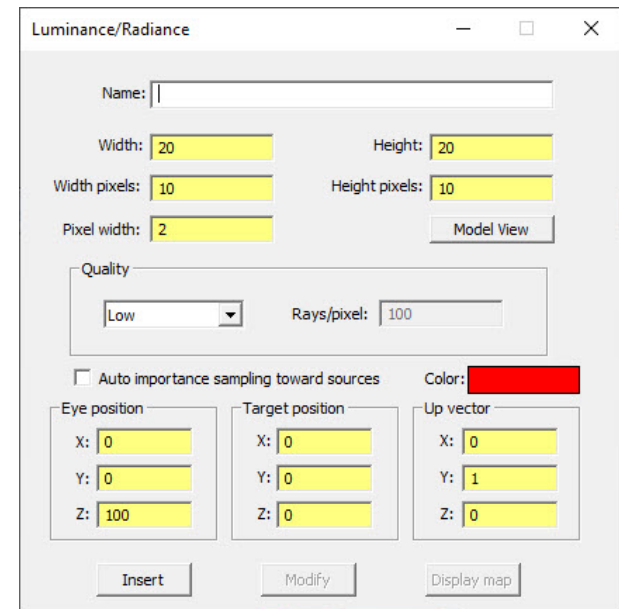 Luminance/Radiance
Name:
Width: 20 Height: 20
Width pixels: 10 Height pixels: 10
Pixel width: 2 Model View
Quality
Low Rays/pixel: 100
Auto importance sampling toward sources Color:
Eye position Target position Up vector
X: 0 X: 0 X: 0
Y: 0 Y: 0 Y: 1
Z: 100 Z: 0 Z: 0
Insert Modify Display map